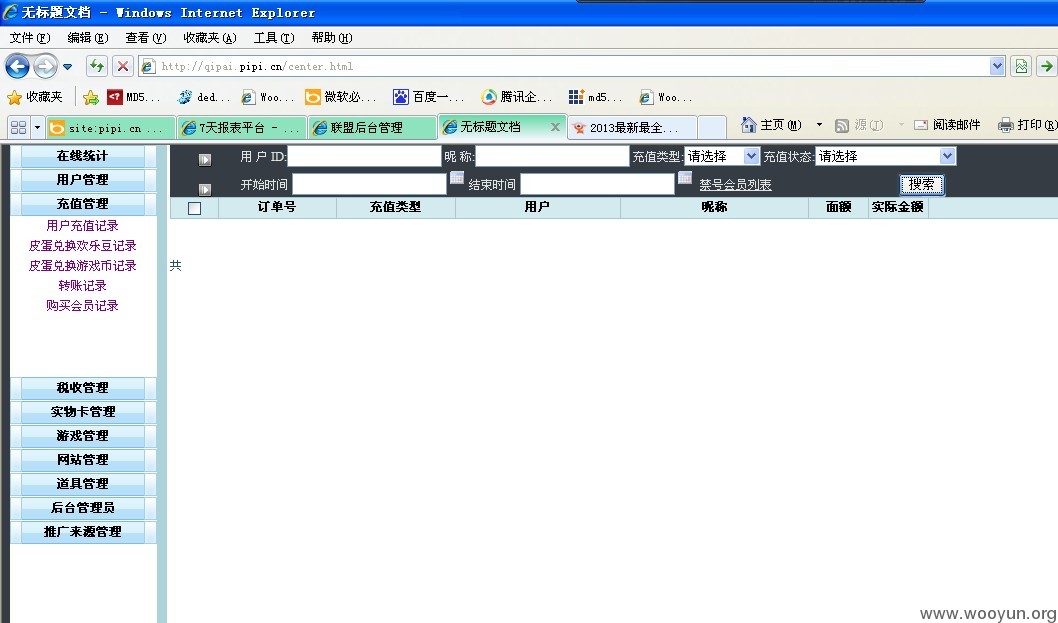 无标题文档 - Windows Internet Explorer
文件(F) 编辑(E) 查看(V) 收藏夹(A) 工具(T) 帮助(H)
http://qipai.pipi.cn/center.html
收藏夹 MD5... ded... Woo... 微软必... 百度一... 腾讯企... md5... Woo...
site:pipi.cn ... 7天报表平台 - ... 联盟后台管理 无标题文档 2013最新最全... 主页(M) 源(J) 阅读邮件 打印(R)
在线统计
用户管理
充值管理
用户充值记录
皮蛋兑换欢乐豆记录
皮蛋兑换游戏币记录
转账记录
购买会员记录
税收管理
实物卡管理
游戏管理
网站管理
道具管理
后台管理员
推广来源管理
用 户 ID: 昵 称: 充值类型: 请选择 充值状态: 请选择
开始时间 结束时间 禁号会员列表 搜索
订单号 充值类型 用户 昵称 面额 实际金额
共
www.wooyun.org